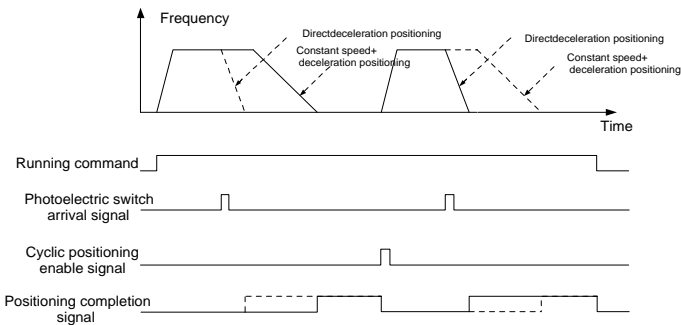 Frequency
Directdeceleration positioning
Constant speed+
deceleration positioning
Directdeceleration positioning
Constant speed+
deceleration positioning
Time
Running command
Photoelectric switch
arrival signal
Cyclic positioning
enable signal
Positioning completion
signal